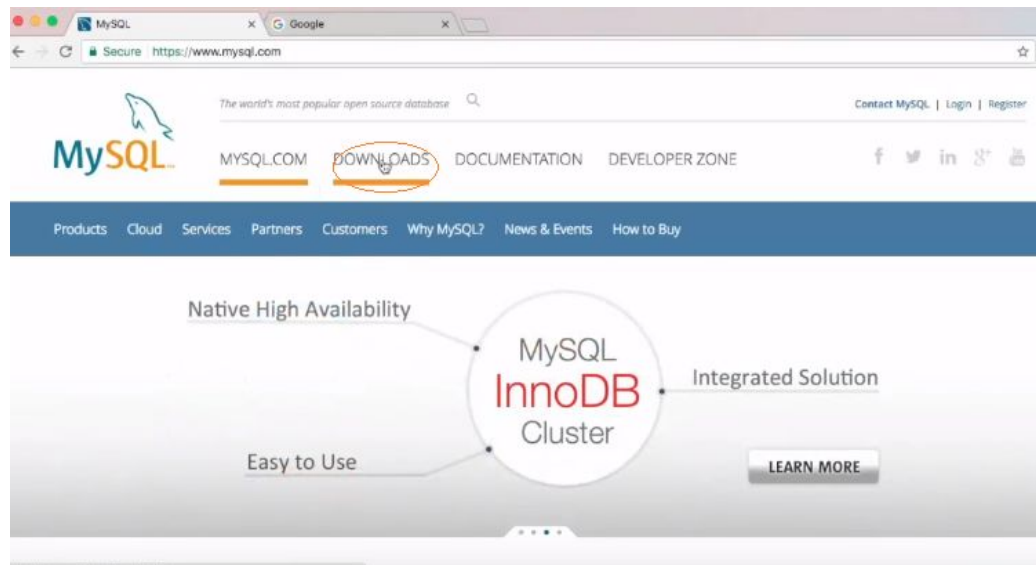 MySQL
Google
Secure https://www.mysql.com
The world's most popular open source database
Contact MySQL | Login | Register
MySQL
MYSQL.COM DOWNLOADS DOCUMENTATION DEVELOPER ZONE
Products Cloud Services Partners Customers Why MySQL? News & Events How to Buy
Native High Availability
MySQL
InnoDB
Cluster
Integrated Solution
Easy to Use
LEARN MORE